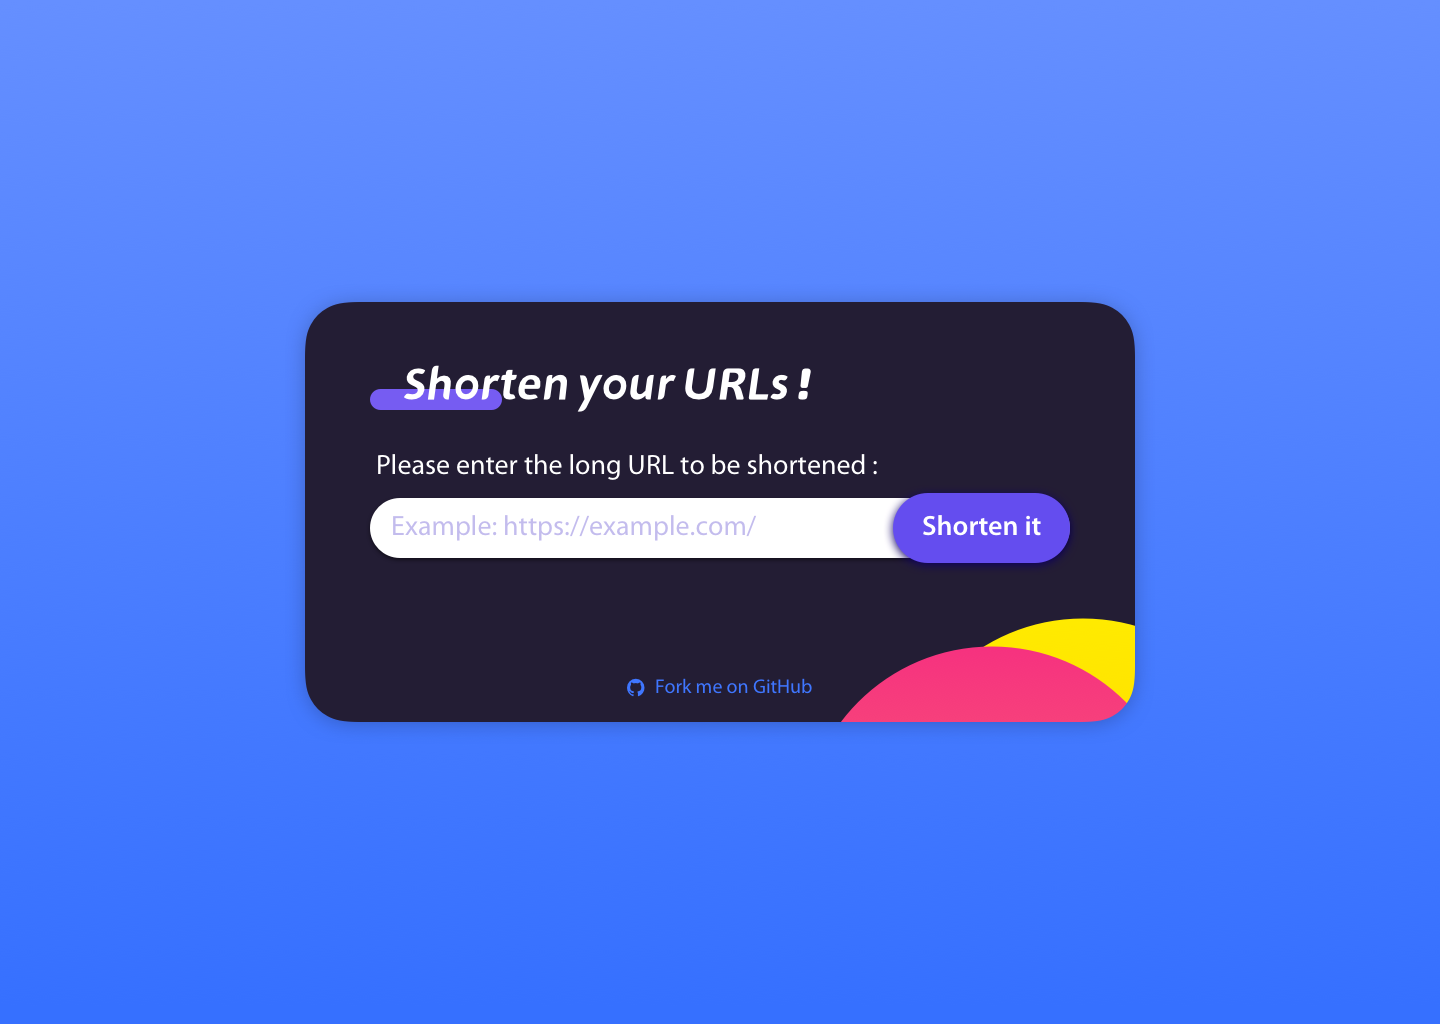 Shorten your URLs !
Please enter the long URL to be shortened :
Example: https://example.com/
Shorten it
Fork me on GitHub